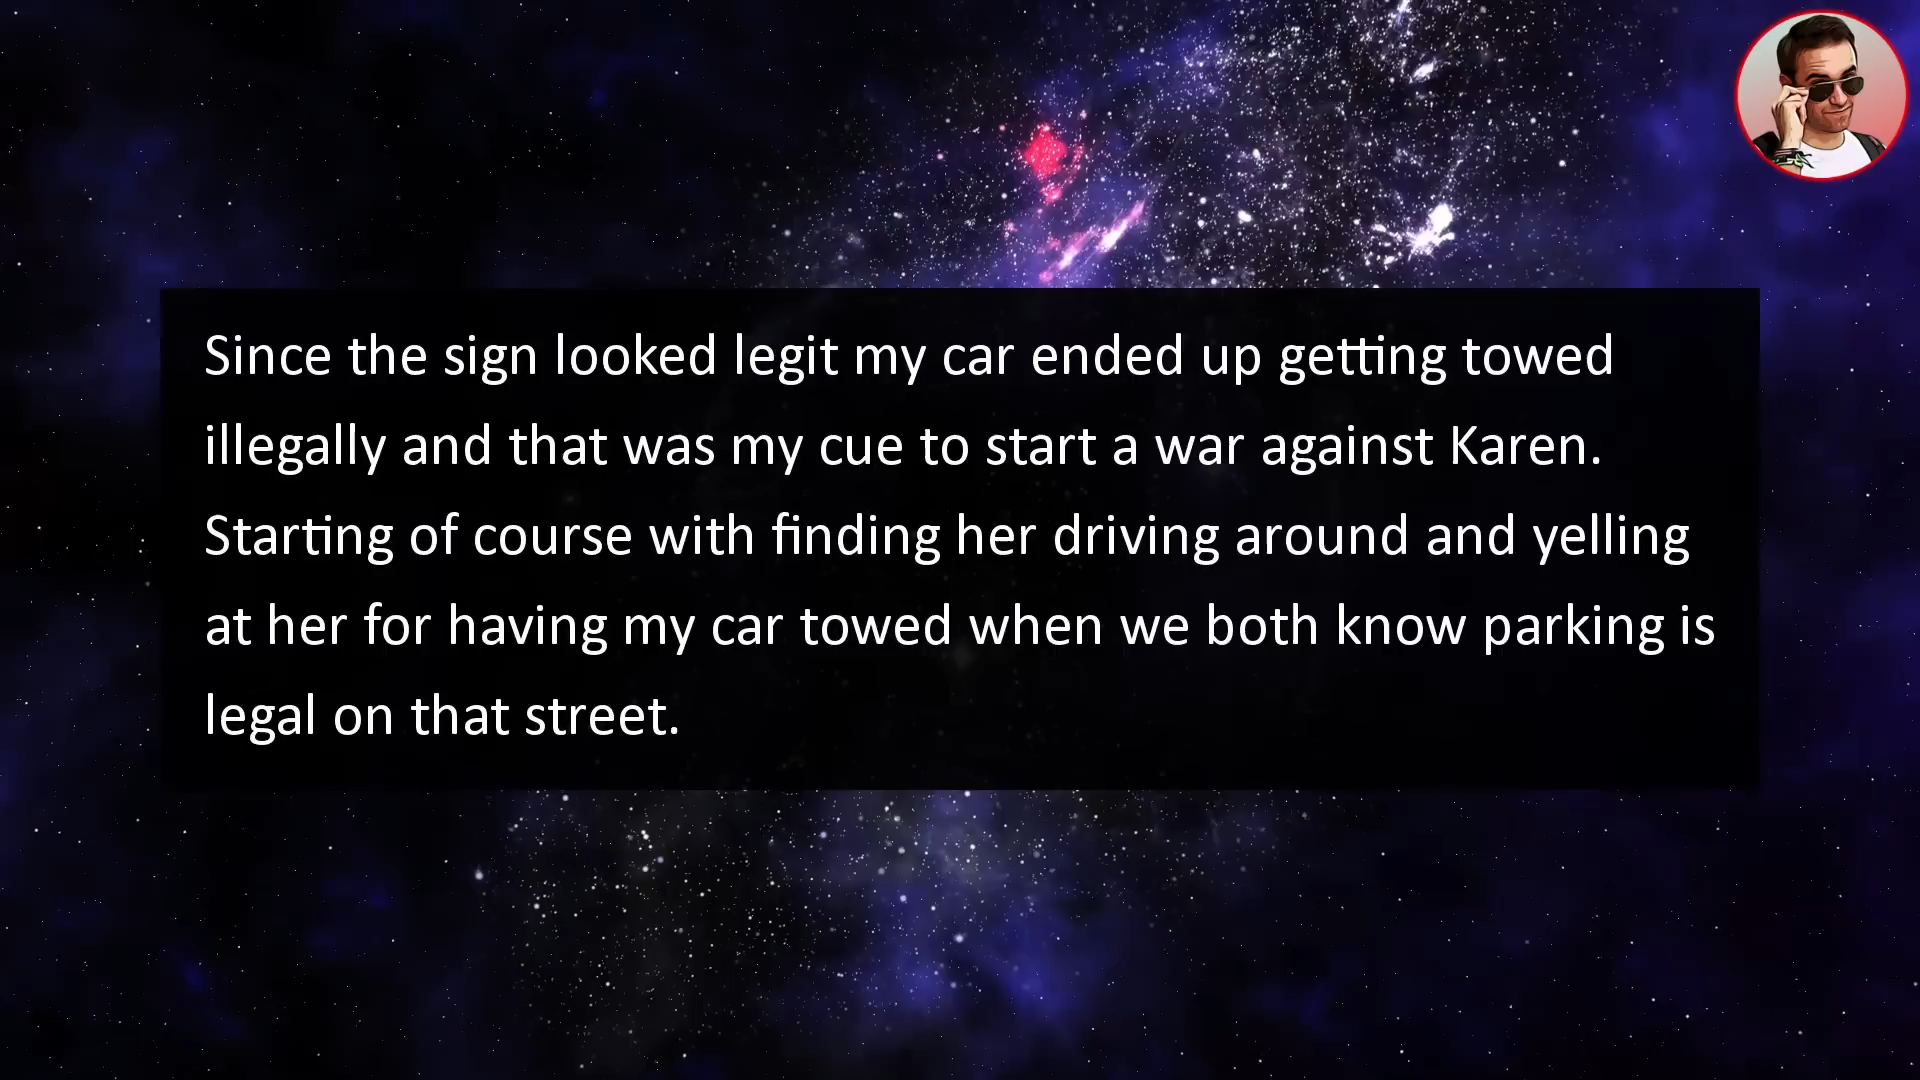 Since the sign looked legit my car ended up getting towed
illegally and that was my cue to start a war against Karen.
Starting of course with finding her driving around and yelling
at her for having my car towed when we both know parking is
legal on that street.